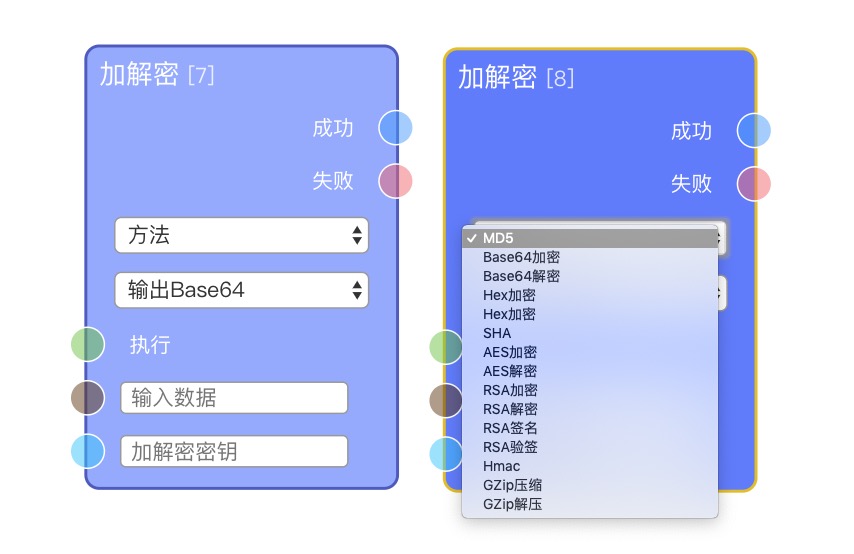 加解密 [7]
成功
失败
方法
输出Base64
执行
输入数据
加解密密钥
加解密 [8]
成功
失败
✓ MD5
Base64加密
Base64解密
Hex加密
Hex加密
SHA
AES加密
AES解密
RSA加密
RSA解密
RSA签名
RSA验签
Hmac
GZip压缩
GZip解压